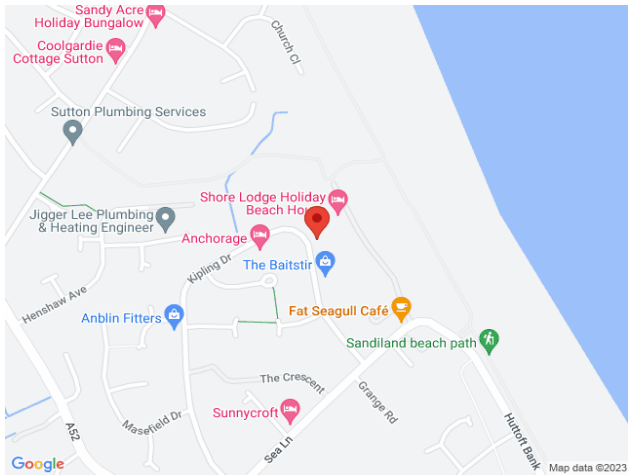 Sandy Acre
Holiday Bungalow
Church Cl
Coolgardie
Cottage Sutton
Sutton Plumbing Services
Shore Lodge Holiday
Beach Hou
Jigger Lee Plumbing
& Heating Engineer
Anchorage
The Baitstir
Kipling Dr
Henshaw Ave
Anblin Fitters
Fat Seagull Café
Sandiland beach path
The Crescent
Grange Rd
Masefield Dr
Sunnycroft
A52
Sea Ln
Huttoft Bank
Google
Map data ©2023